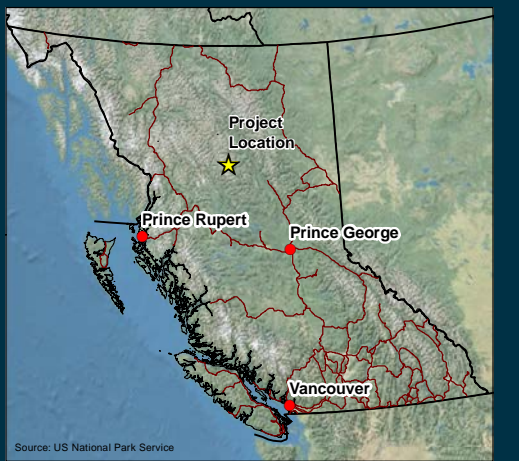 Project
Location
Prince Rupert
Prince George
Vancouver
Source: US National Park Service